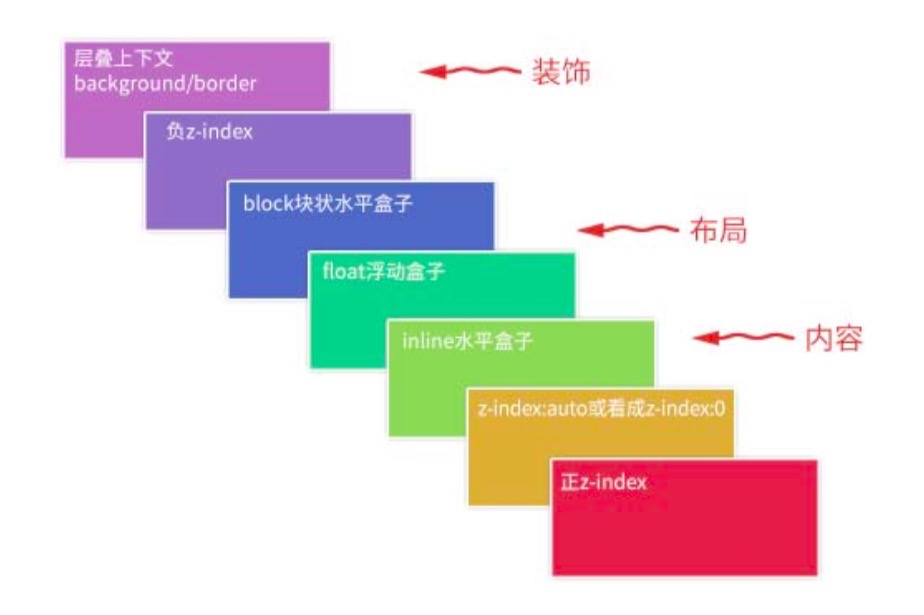 层叠上下文
background/border
装饰
负z-index
block块状水平盒子
布局
float浮动盒子
inline水平盒子
内容
z-index:auto或看成z-index:0
正z-index